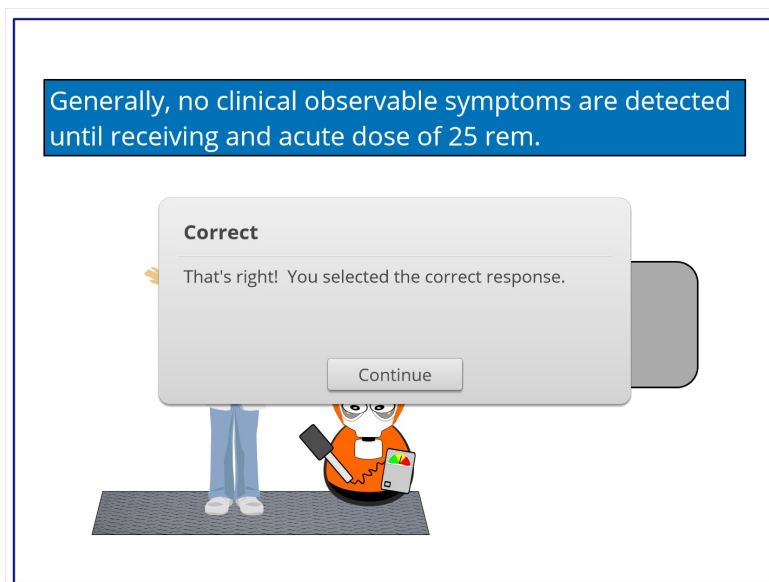 Generally, no clinical observable symptoms are detected
until receiving and acute dose of 25 rem.
Correct
That's right!  You selected the correct response.
Continue